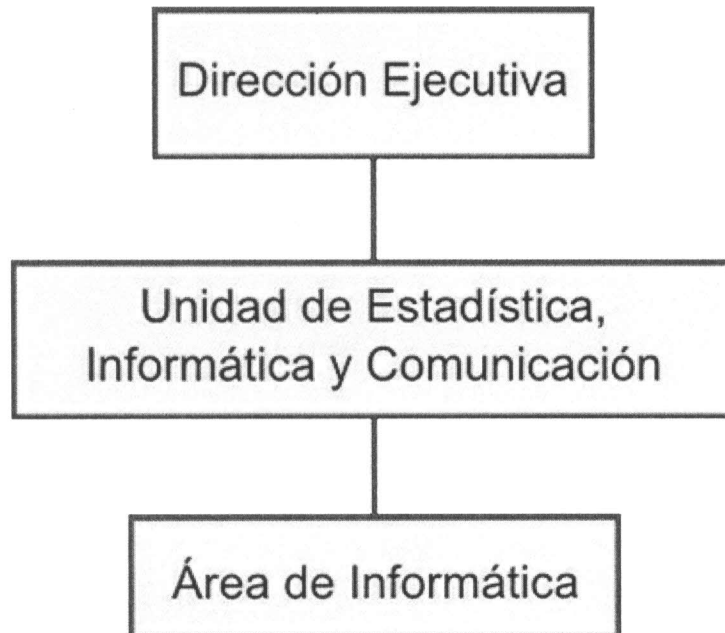 Dirección Ejecutiva
Unidad de Estadística,
Informática y Comunicación
Área de Informática